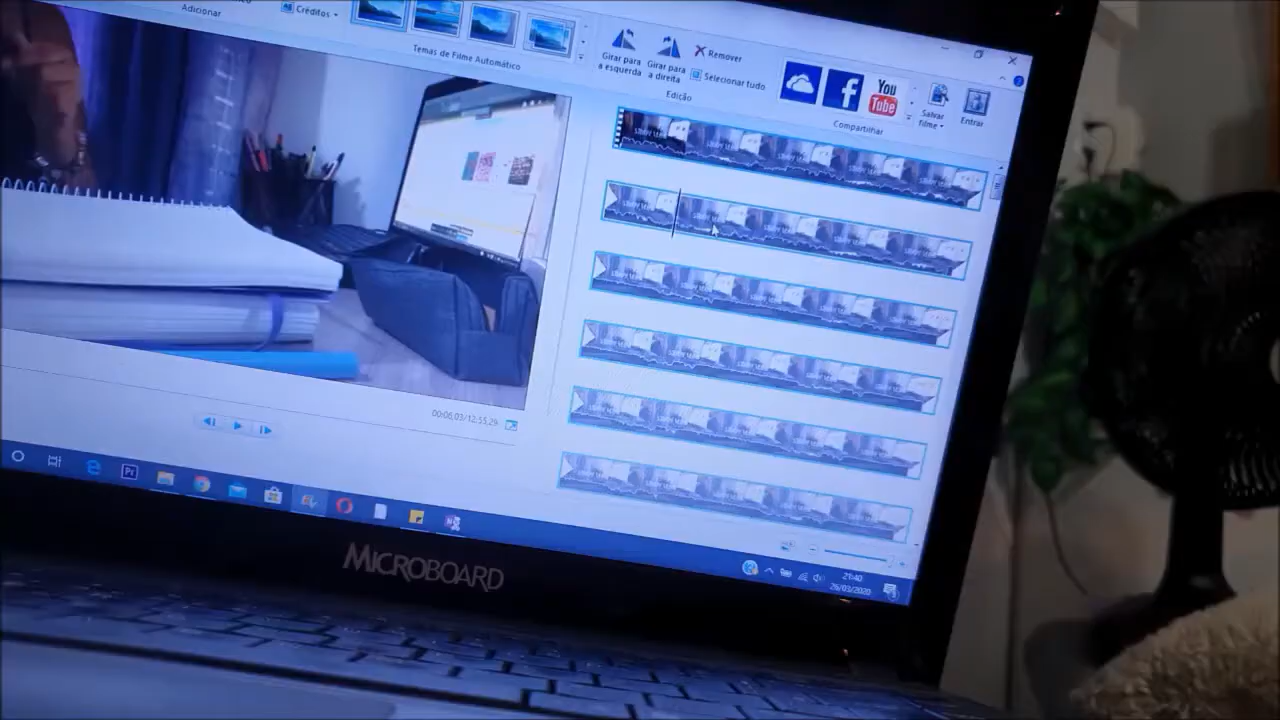 Adicionar
Créditos
Temas de Filme Automático
Girar para
a esquerda
Girar para
a direita
Remover
Selecionar tudo
Edição
f
You
Tube
Compartilhar
Salvar
filme
Entrar
00:06,03/12:55,29
Pr
21:40
26/03/2020
MICROBOARD